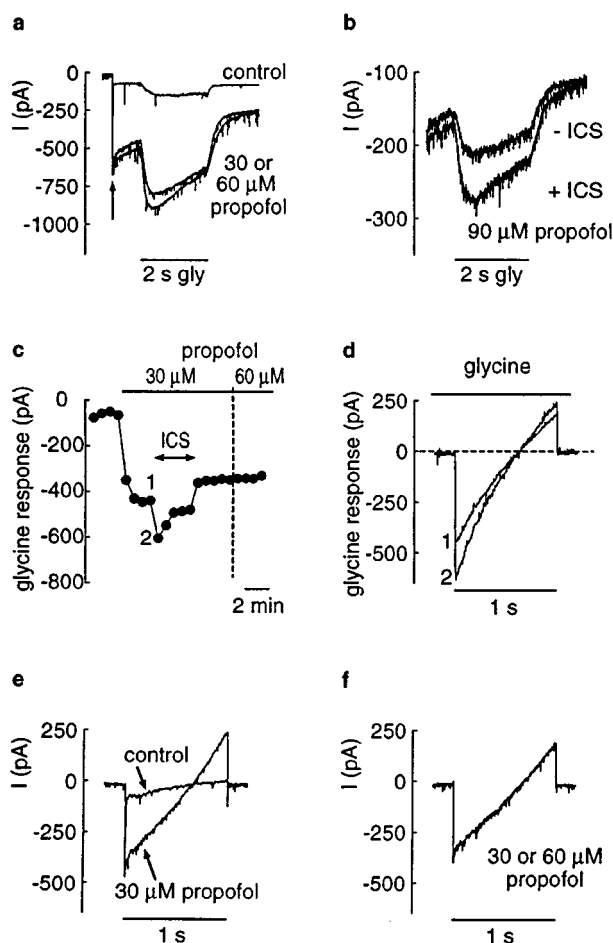 a
I (pA)
0
-250
-500
-750
-1000
control
30 or
60 µM
propofol
2 s gly
b
I (pA)
-100
-200
-300
- ICS
+ ICS
90 µM propofol
2 s gly
c
propofol
30 µM
60 µM
glycine response (pA)
0
-200
-400
-600
-800
ICS
1
2
2 min
d
glycine
glycine response (pA)
250
0
-250
-500
1
2
1 s
e
I (pA)
250
0
-250
-500
control
30 µM propofol
1 s
f
I (pA)
250
0
-250
-500
30 or 60 µM
propofol
1 s